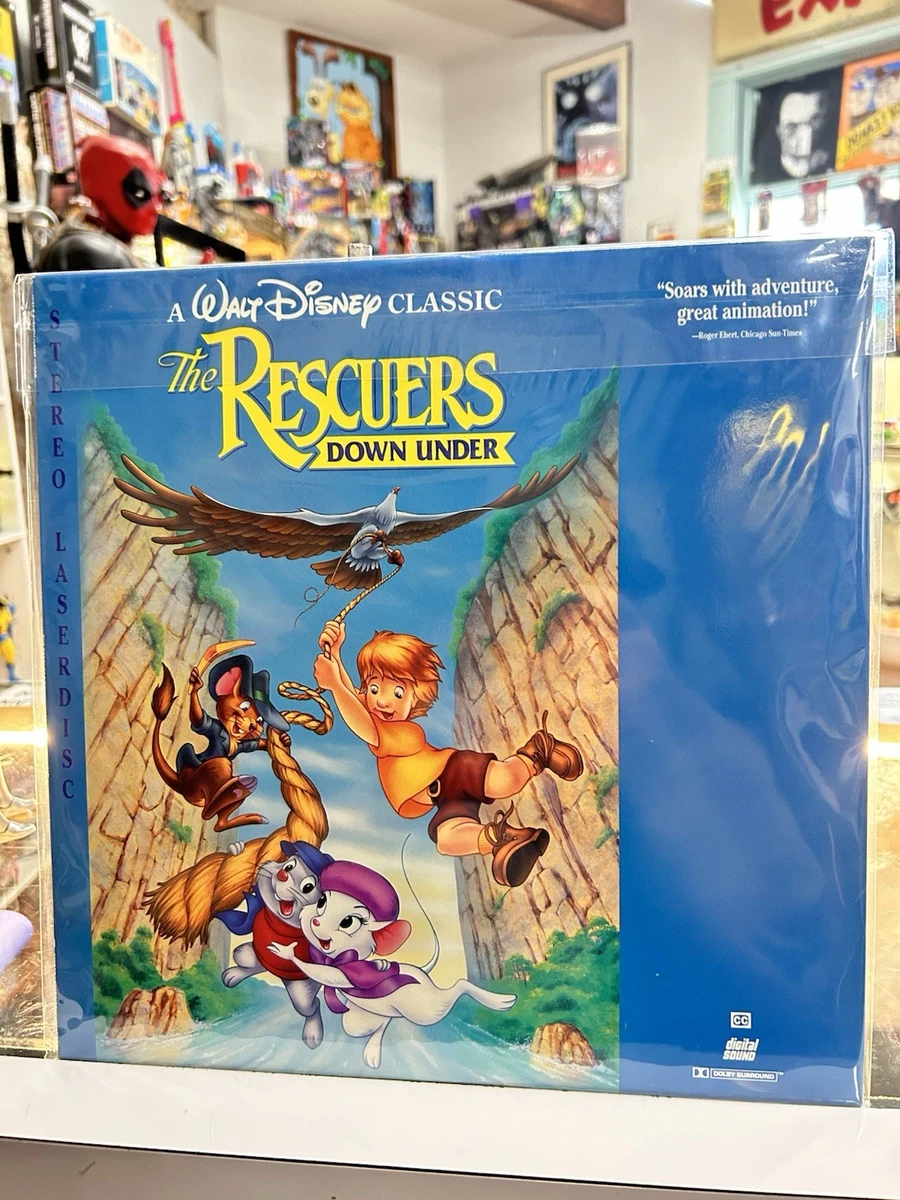 A WALT DISNEY CLASSIC
The RESCUERS
DOWN UNDER
"Soars with adventure,
great animation!"
—Roger Ebert, Chicago Sun-Times
STEREO LASERDISC
CC
digital
SOUND
DOLBY SURROUND™